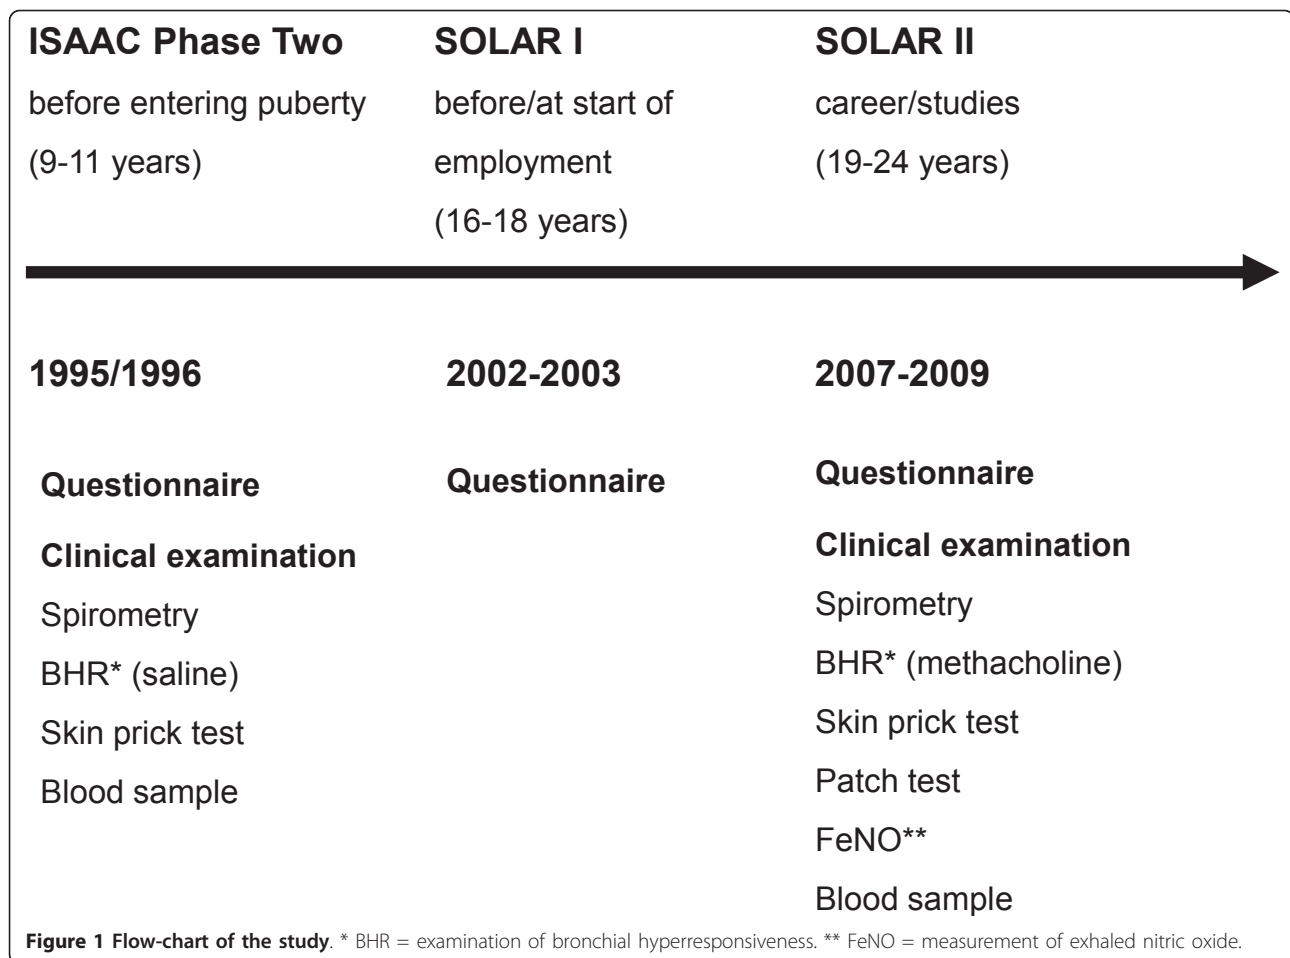 ISAAC Phase Two
before entering puberty
(9-11 years)
SOLAR I
before/at start of
employment
(16-18 years)
SOLAR II
career/studies
(19-24 years)
1995/1996
2002-2003
2007-2009
Questionnaire
Clinical examination
Spirometry
BHR* (saline)
Skin prick test
Blood sample
Questionnaire
Questionnaire
Clinical examination
Spirometry
BHR* (methacholine)
Skin prick test
Patch test
FeNO**
Blood sample
Figure 1 Flow-chart of the study. * BHR = examination of bronchial hyperresponsiveness. ** FeNO = measurement of exhaled nitric oxide.